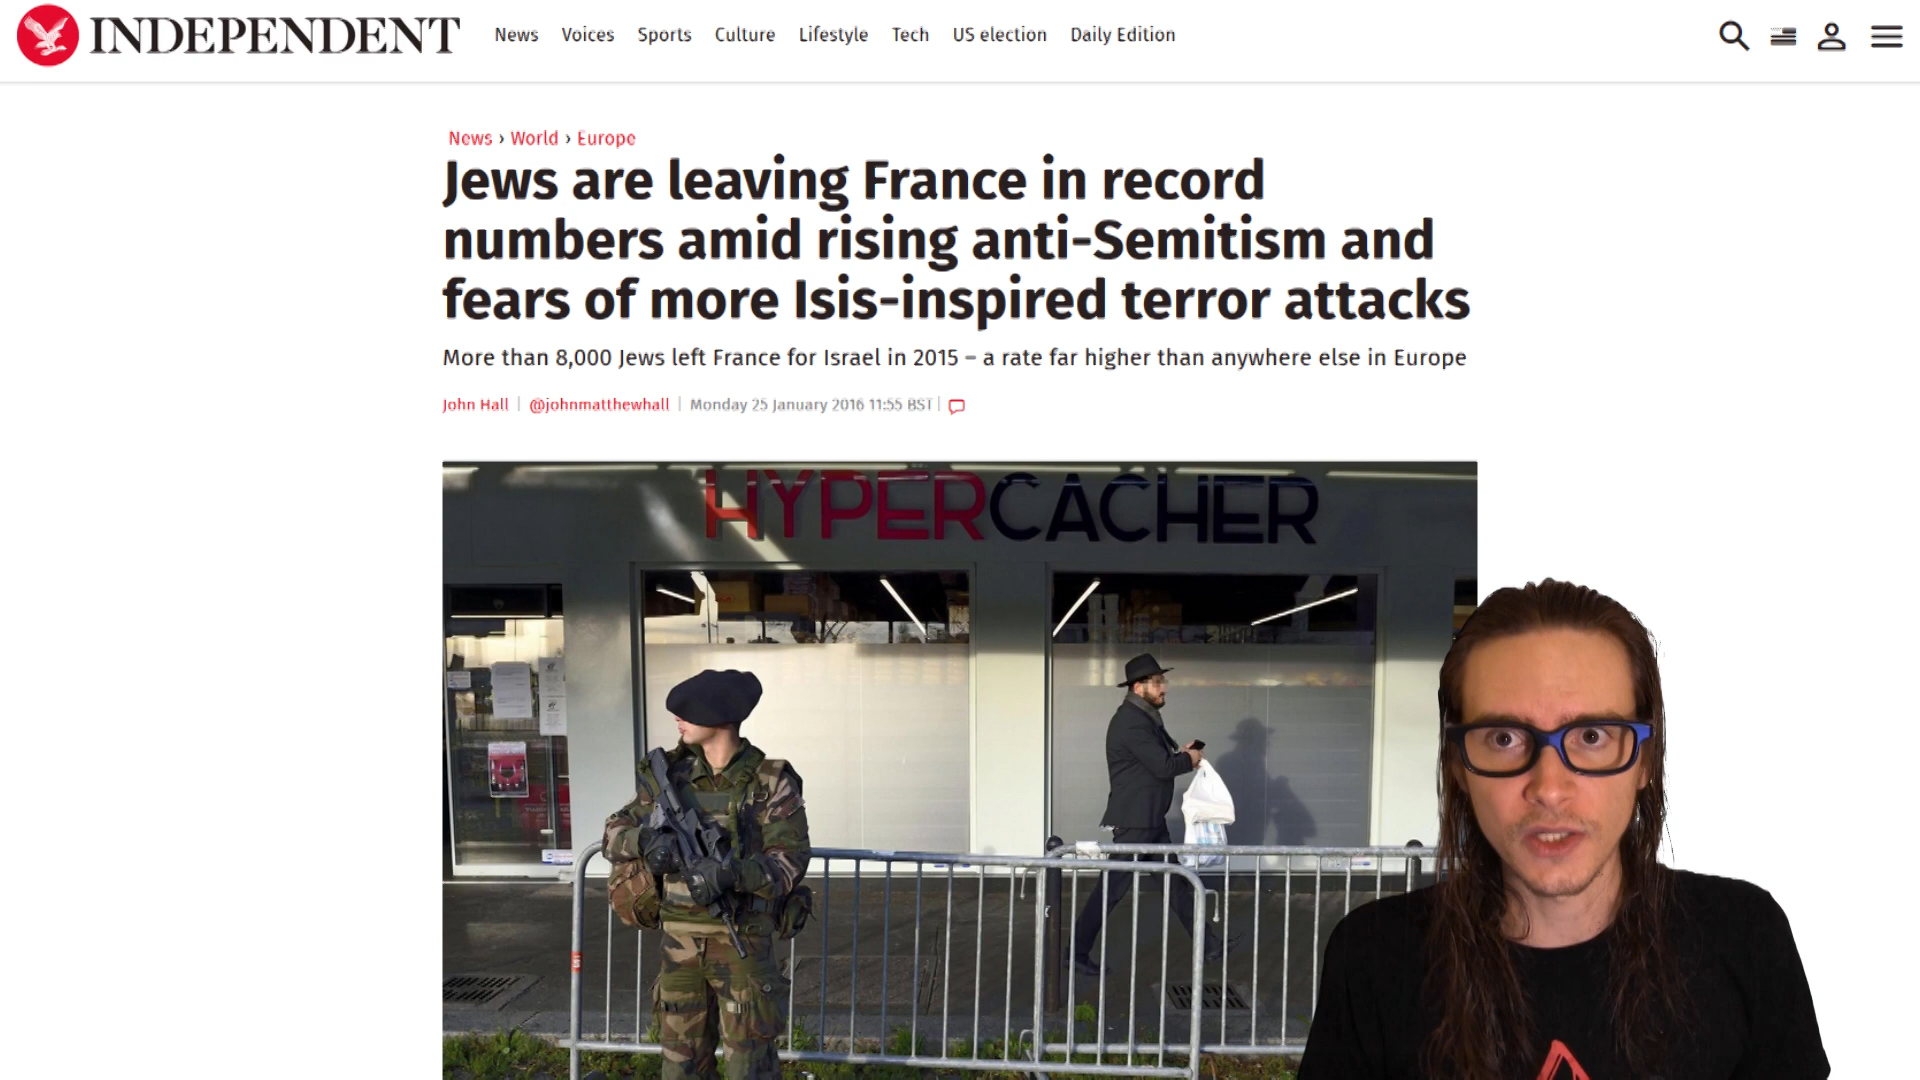 INDEPENDENT
News Voices Sports Culture Lifestyle Tech US election Daily Edition
News › World › Europe
Jews are leaving France in record
numbers amid rising anti-Semitism and
fears of more Isis-inspired terror attacks
More than 8,000 Jews left France for Israel in 2015 – a rate far higher than anywhere else in Europe
John Hall | @johnmatthewhall | Monday 25 January 2016 11:55 BST |
HYPERCACHER